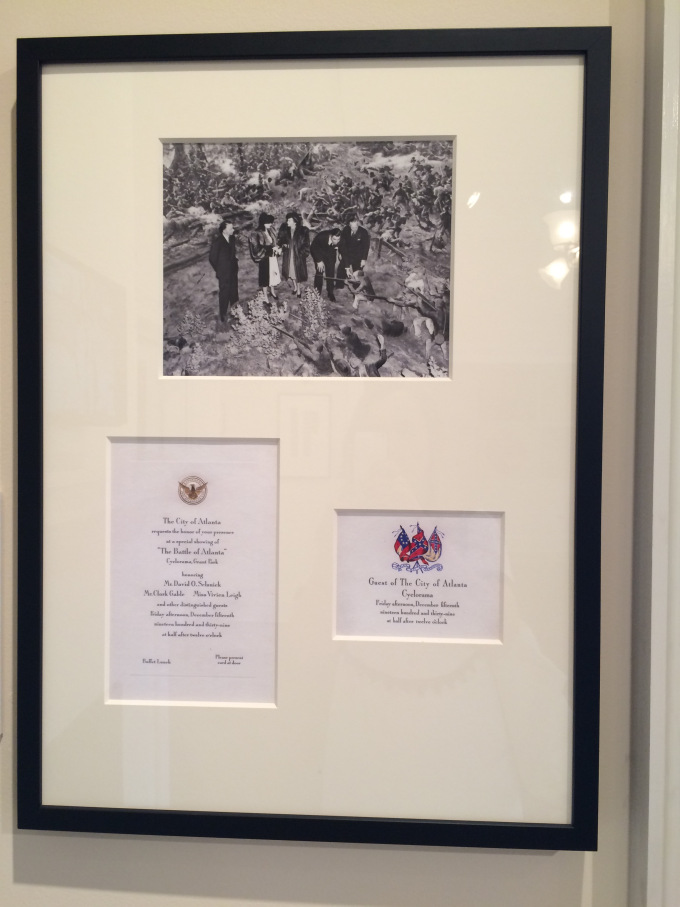 The City of Atlanta
requests the honor of your presence
at a special showing of
"The Battle of Atlanta"
Cyclorama, Grant Park
honoring
Mr. David O. Selznick
Mr. Clark Gable Miss Vivien Leigh
and other distinguished guests
Friday afternoon, December fifteenth
nineteen hundred and thirty-nine
at half after twelve o'clock
Buffet Lunch
Please present
card at door
Guest of The City of Atlanta
Cyclorama
Friday afternoon, December fifteenth
nineteen hundred and thirty-nine
at half after twelve o'clock